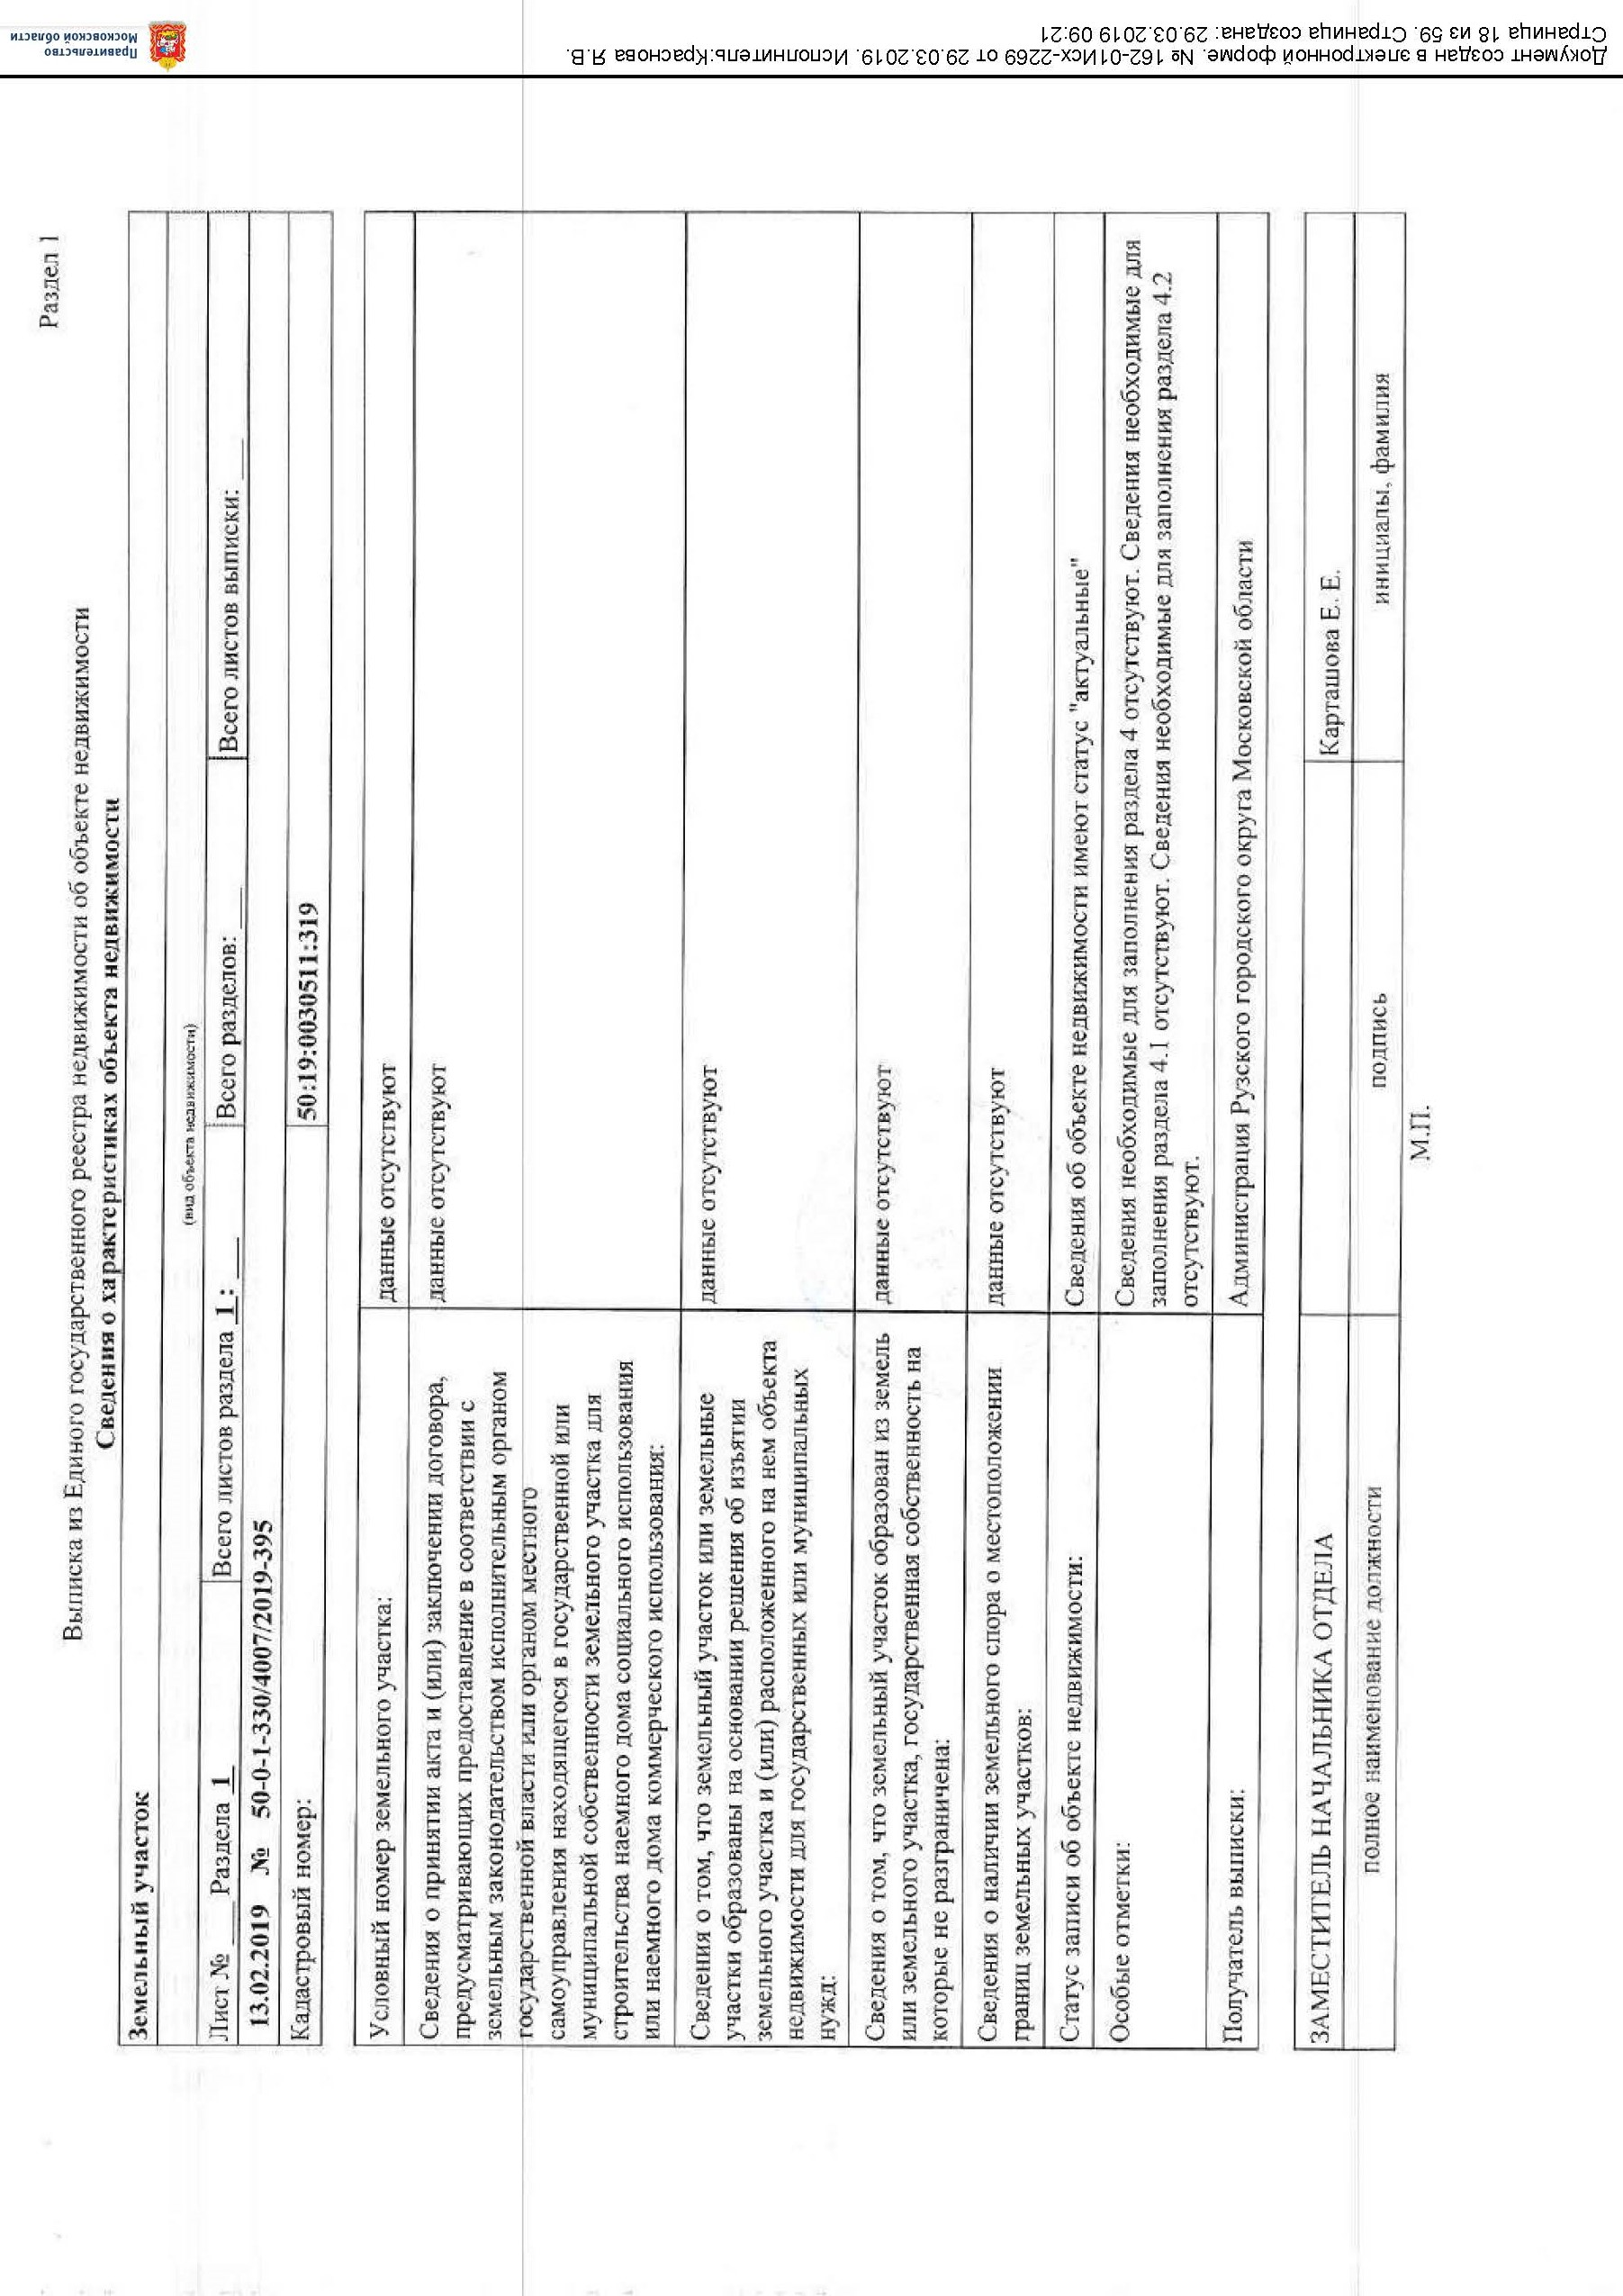 Документ создан в электронной форме. № 162-01Исх-2269 от 29.03.2019. Исполнитель:Краснова Я.В.
Страница 18 из 59. Страница создана: 29.03.2019 09:21
Правительство
Московской области
Раздел 1
Выписка из Единого государственного реестра недвижимости об объекте недвижимости
Сведения о характеристиках объекта недвижимости
Земельный участок
(вид объекта недвижимости)
Лист № ___ Раздела 1 Всего листов раздела 1 : ___ Всего разделов: ___ Всего листов выписки: ___
13.02.2019 № 50-0-1-330/4007/2019-395
Кадастровый номер: 50:19:0030511:319
Условный номер земельного участка: данные отсутствуют
Сведения о принятии акта и (или) заключении договора, данные отсутствуют
предусматривающих предоставление в соответствии с
земельным законодательством исполнительным органом
государственной власти или органом местного
самоуправления находящегося в государственной или
муниципальной собственности земельного участка для
строительства наемного дома социального использования
или наемного дома коммерческого использования:
Сведения о том, что земельный участок или земельные данные отсутствуют
участки образованы на основании решения об изъятии
земельного участка и (или) расположенного на нем объекта
недвижимости для государственных или муниципальных
нужд:
Сведения о том, что земельный участок образован из земель данные отсутствуют
или земельного участка, государственная собственность на
которые не разграничена:
Сведения о наличии земельного спора о местоположении данные отсутствуют
границ земельных участков:
Статус записи об объекте недвижимости: Сведения об объекте недвижимости имеют статус "актуальные"
Особые отметки: Сведения необходимые для заполнения раздела 4 отсутствуют. Сведения необходимые для
заполнения раздела 4.1 отсутствуют. Сведения необходимые для заполнения раздела 4.2
отсутствуют.
Получатель выписки: Администрация Рузского городского округа Московской области
ЗАМЕСТИТЕЛЬ НАЧАЛЬНИКА ОТДЕЛА Карташова Е. Е.
полное наименование должности подпись инициалы, фамилия
М.П.